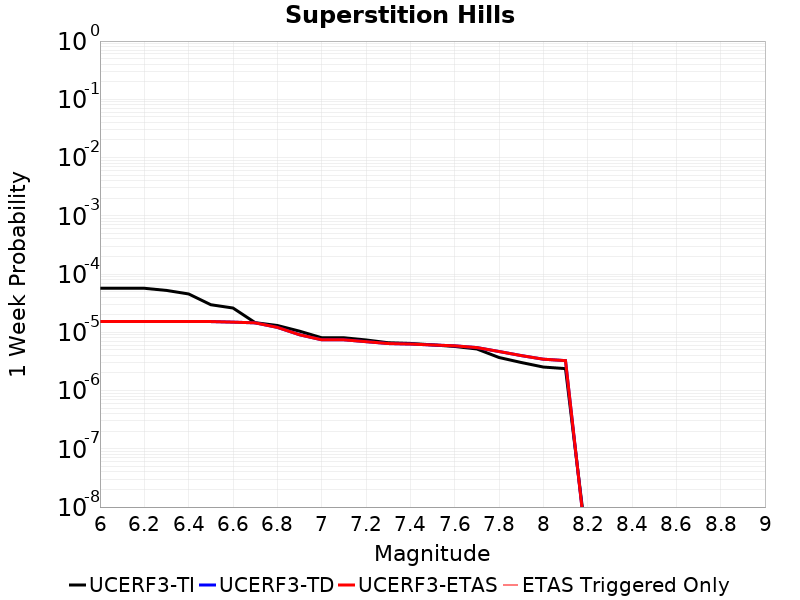 Superstition Hills
1 Week Probability
10^0
10^-1
10^-2
10^-3
10^-4
10^-5
10^-6
10^-7
10^-8
6 6.2 6.4 6.6 6.8 7 7.2 7.4 7.6 7.8 8 8.2 8.4 8.6 8.8 9
Magnitude
UCERF3-TI UCERF3-TD UCERF3-ETAS ETAS Triggered Only